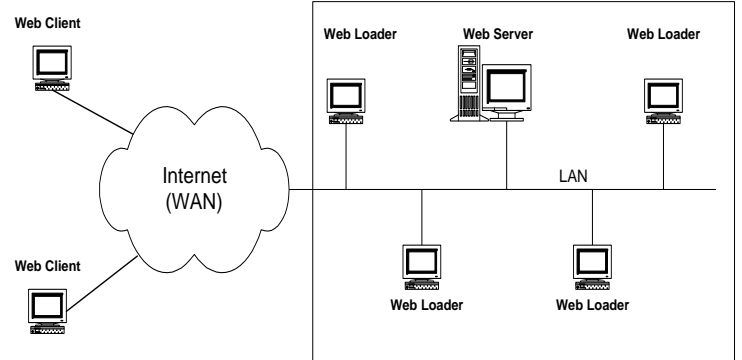 Web Client
Web Loader
Web Server
Web Loader
Internet
(WAN)
LAN
Web Client
Web Loader
Web Loader